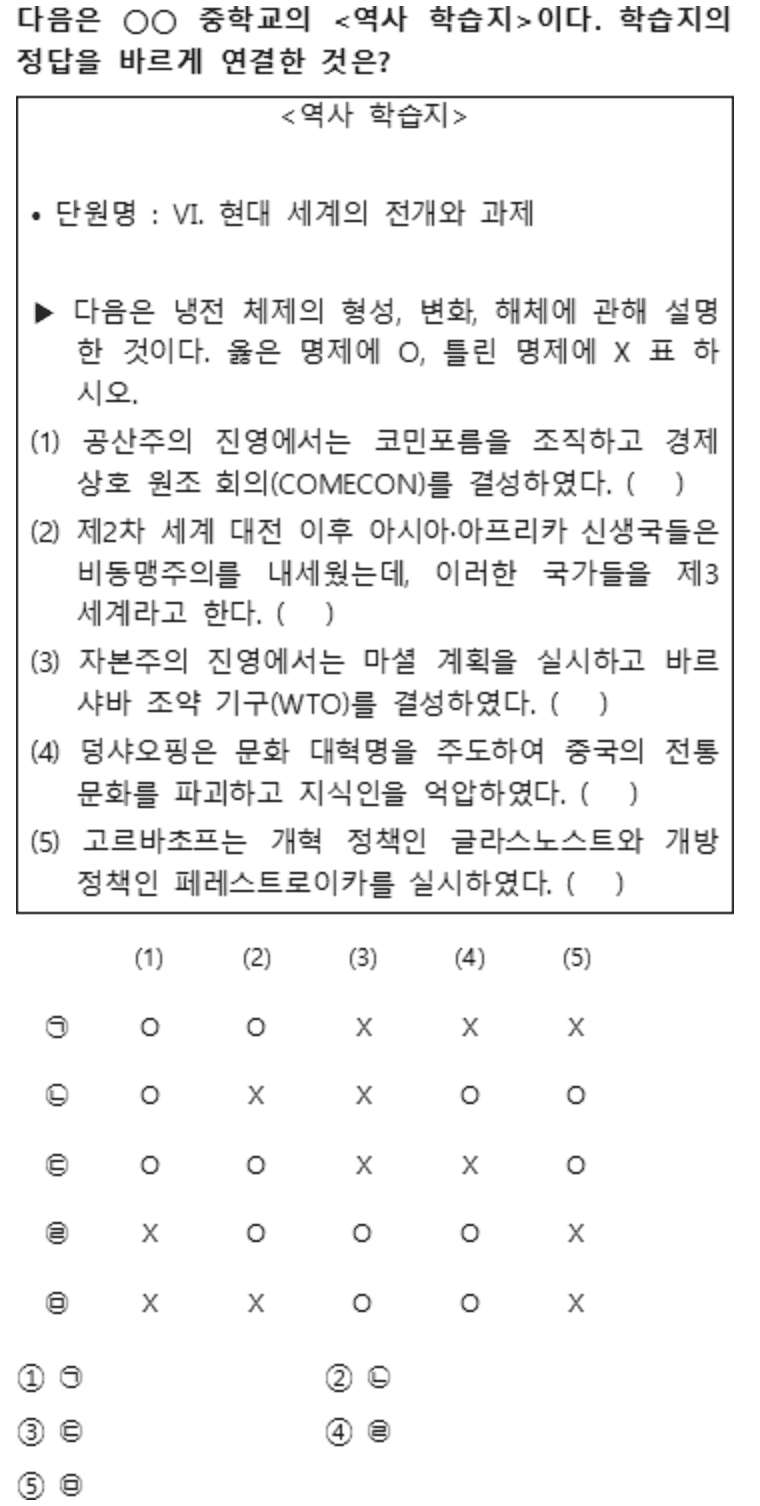 다음은 ○○ 중학교의 <역사 학습지>이다. 학습지의
정답을 바르게 연결한 것은?
<역사 학습지>
• 단원명 : VI. 현대 세계의 전개와 과제
▶ 다음은 냉전 체제의 형성, 변화, 해체에 관해 설명
한 것이다. 옳은 명제에 O, 틀린 명제에 X 표 하
시오.
(1) 공산주의 진영에서는 코민포름을 조직하고 경제
상호 원조 회의(COMECON)를 결성하였다. (   )
(2) 제2차 세계 대전 이후 아시아·아프리카 신생국들은
비동맹주의를 내세웠는데, 이러한 국가들을 제3
세계라고 한다. (   )
(3) 자본주의 진영에서는 마셜 계획을 실시하고 바르
샤바 조약 기구(WTO)를 결성하였다. (   )
(4) 덩샤오핑은 문화 대혁명을 주도하여 중국의 전통
문화를 파괴하고 지식인을 억압하였다. (   )
(5) 고르바초프는 개혁 정책인 글라스노스트와 개방
정책인 페레스트로이카를 실시하였다. (   )
(1) (2) (3) (4) (5)
㉠ O O X X X
㉡ O X X O O
㉢ O O X X O
㉣ X O O O X
㉤ X X O O X
① ㉠ ② ㉡
③ ㉢ ④ ㉣
⑤ ㉤